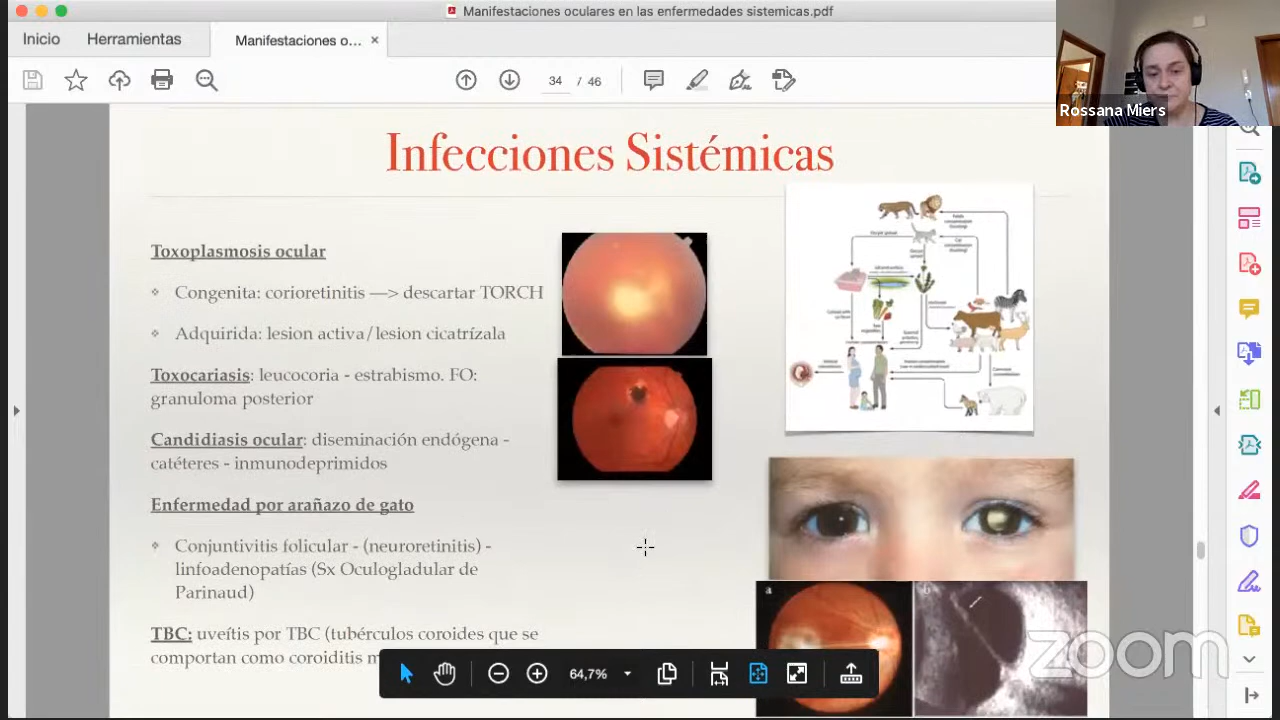 Manifestaciones oculares en las enfermedades sistemicas.pdf
Inicio
Herramientas
Manifestaciones o...
34 / 46
Rossana Miers
Infecciones Sistémicas
Toxoplasmosis ocular
Congenita: corioretinitis —> descartar TORCH
Adquirida: lesion activa/lesion cicatrízala
Toxocariasis: leucocoria - estrabismo. FO:
granuloma posterior
Candidiasis ocular: diseminación endógena -
catéteres - inmunodeprimidos
Enfermedad por arañazo de gato
Conjuntivitis folicular - (neuroretinitis) -
linfoadenopatías (Sx Oculogladular de
Parinaud)
TBC: uveítis por TBC (tubérculos coroides que se
comportan como coroiditis
a
b
64,7%
zoom